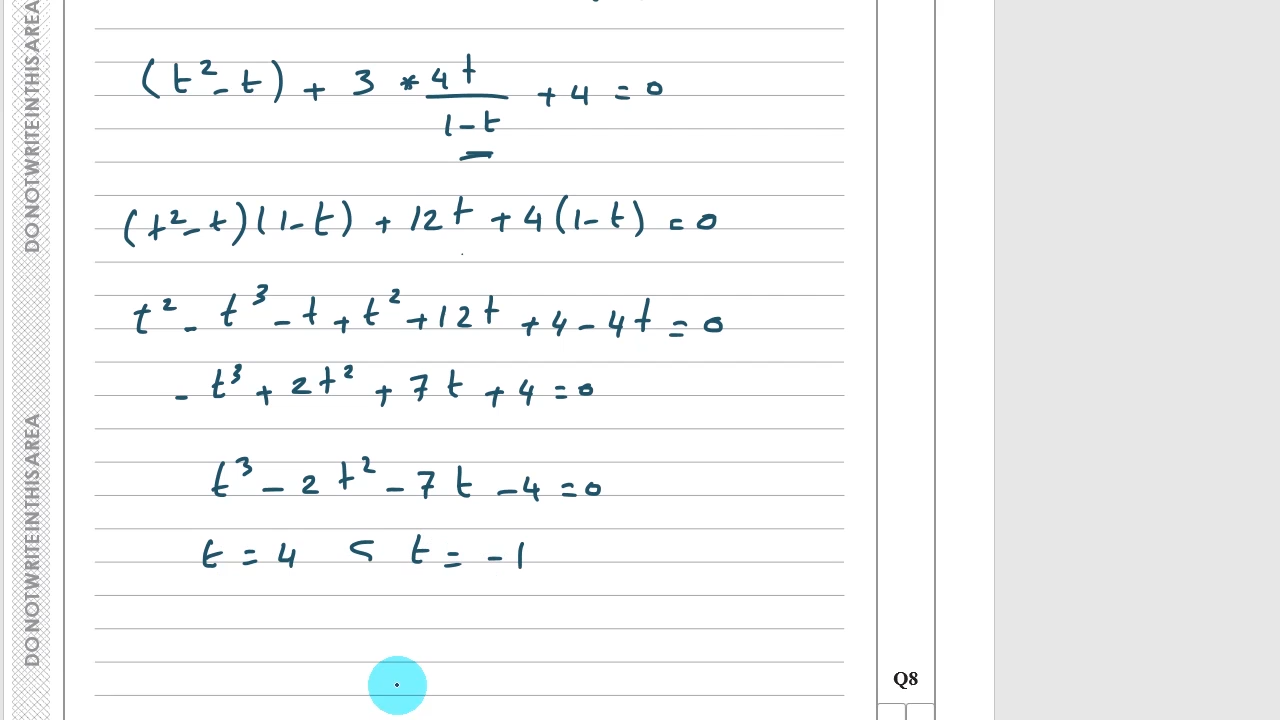 (t² - t) + 3 * 4t/(1-t) + 4 = 0
(t² - t)(1 - t) + 12t + 4(1 - t) = 0
t² - t³ - t + t² + 12t + 4 - 4t = 0
- t³ + 2t² + 7t + 4 = 0
t³ - 2t² - 7t - 4 = 0
t = 4 t = -1
Q8
DO NOT WRITE IN THIS AREA
DO NOT WRITE IN THIS AREA